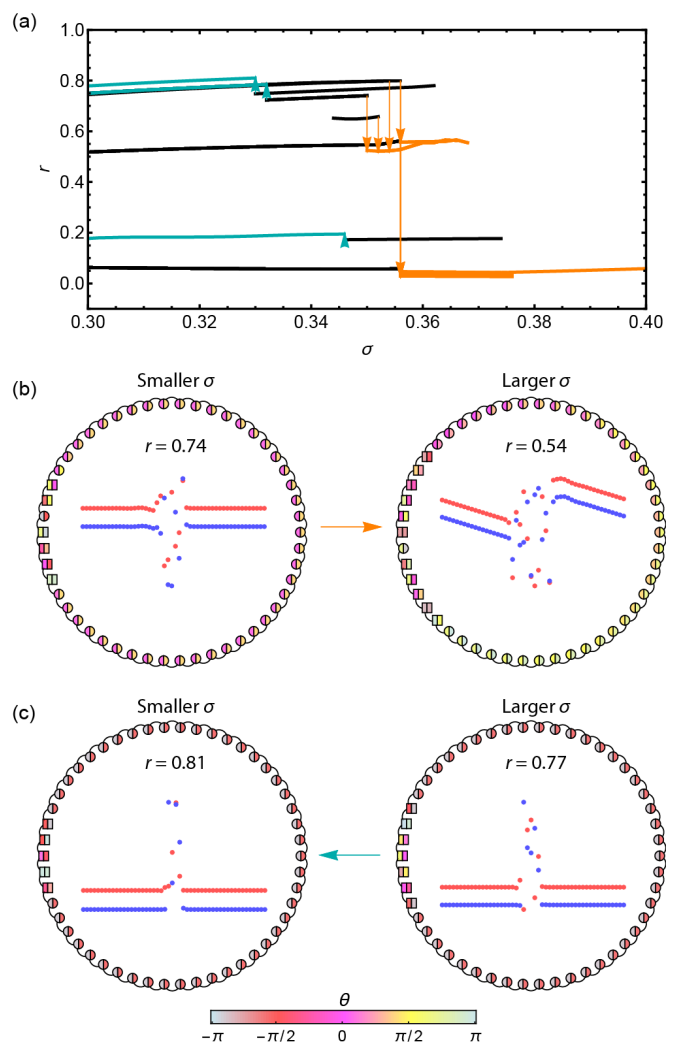 (a)
1.0
0.8
0.6
0.4
0.2
0.0
r
0.30 0.32 0.34 0.36 0.38 0.40
σ
(b)
Smaller σ Larger σ
r = 0.74 r = 0.54
(c)
Smaller σ Larger σ
r = 0.81 r = 0.77
θ
−π −π/2 0 π/2 π